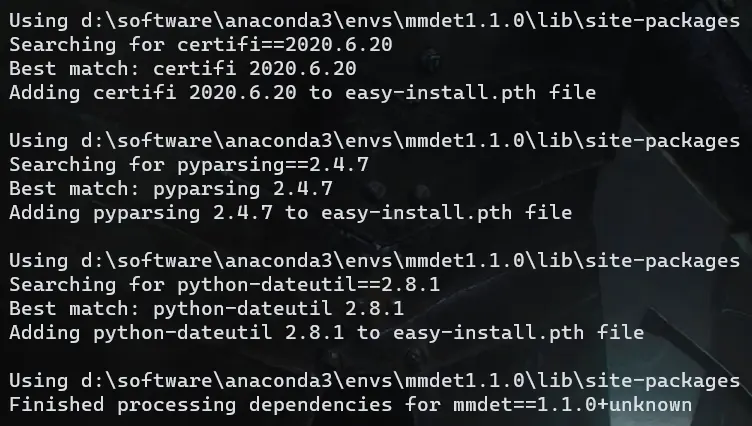 Using d:\software\anaconda3\envs\mmdet1.1.0\lib\site-packages
Searching for certifi==2020.6.20
Best match: certifi 2020.6.20
Adding certifi 2020.6.20 to easy-install.pth file
Using d:\software\anaconda3\envs\mmdet1.1.0\lib\site-packages
Searching for pyparsing==2.4.7
Best match: pyparsing 2.4.7
Adding pyparsing 2.4.7 to easy-install.pth file
Using d:\software\anaconda3\envs\mmdet1.1.0\lib\site-packages
Searching for python-dateutil==2.8.1
Best match: python-dateutil 2.8.1
Adding python-dateutil 2.8.1 to easy-install.pth file
Using d:\software\anaconda3\envs\mmdet1.1.0\lib\site-packages
Finished processing dependencies for mmdet==1.1.0+unknown